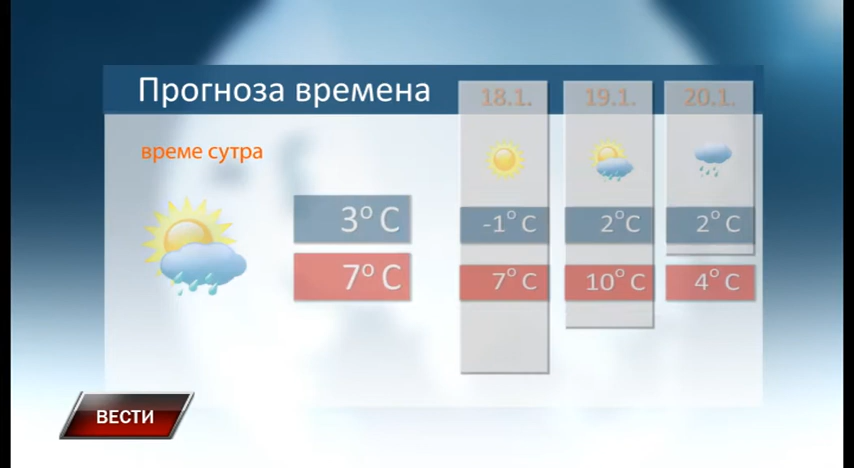 Прогноза времена
18.1. 19.1. 20.1.
време сутра
3° C -1° C 2°C 2° C
7° C 7° C 10° C 4° C
ВЕСТИ